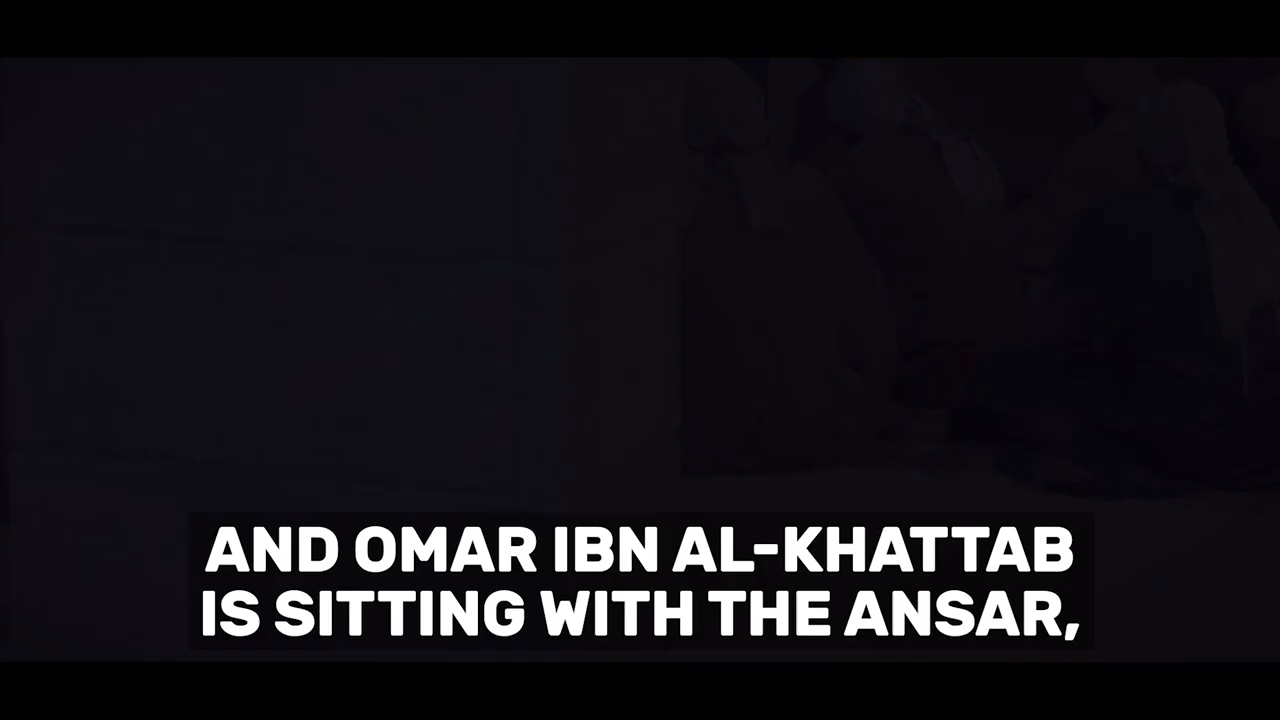 AND OMAR IBN AL-KHATTAB
IS SITTING WITH THE ANSAR,